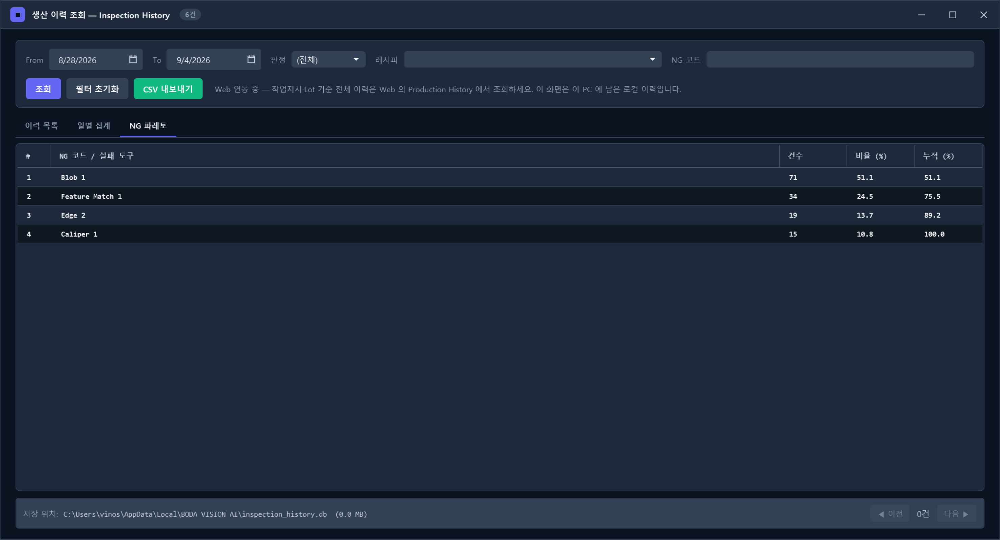 생산 이력 조회 — Inspection History 6건
From 8/28/2026 To 9/4/2026 판정 (전체) 레시피 NG 코드
조회 필터 초기화 CSV 내보내기 Web 연동 중 — 작업지시·Lot 기준 전체 이력은 Web 의 Production History 에서 조회하세요. 이 화면은 이 PC 에 남은 로컬 이력입니다.
이력 목록 일별 집계 NG 파레토
# NG 코드 / 실패 도구 건수 비율 (%) 누적 (%)
1 Blob 1 71 51.1 51.1
2 Feature Match 1 34 24.5 75.5
3 Edge 2 19 13.7 89.2
4 Caliper 1 15 10.8 100.0
저장 위치: C:\Users\vinos\AppData\Local\BODA VISION AI\inspection_history.db (0.0 MB) ◀ 이전 0건 다음 ▶